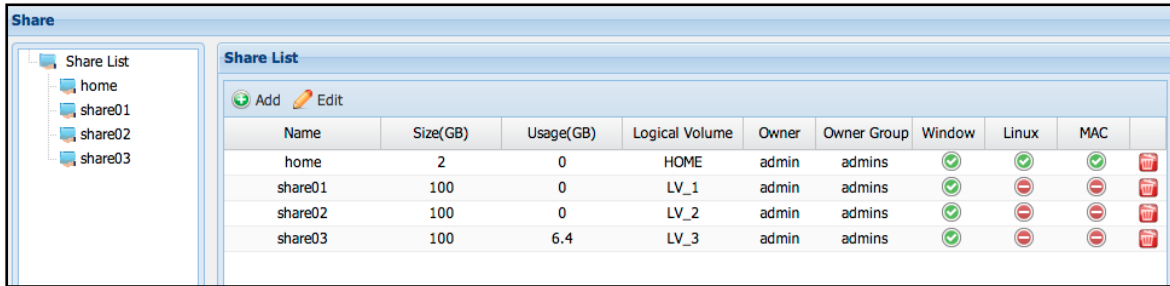 Share
Share List
home
share01
share02
share03
Share List
Add Edit
Name Size(GB) Usage(GB) Logical Volume Owner Owner Group Window Linux MAC
home 2 0 HOME admin admins
share01 100 0 LV_1 admin admins
share02 100 0 LV_2 admin admins
share03 100 6.4 LV_3 admin admins